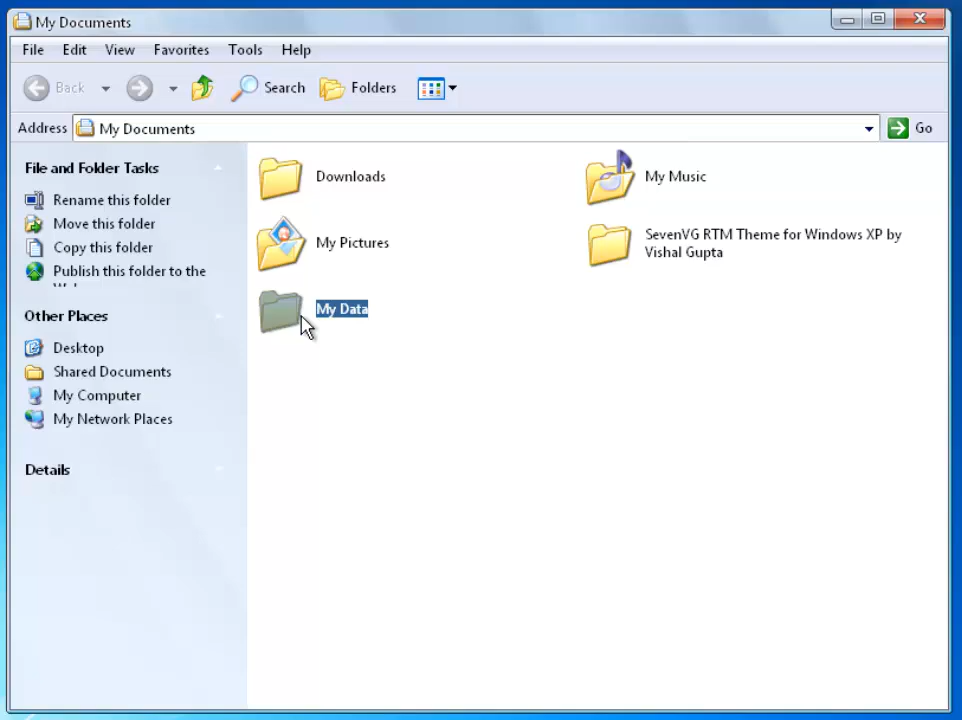 My Documents
File Edit View Favorites Tools Help
Back Search Folders
Address My Documents Go
File and Folder Tasks
Rename this folder
Move this folder
Copy this folder
Publish this folder to the
Other Places
Desktop
Shared Documents
My Computer
My Network Places
Details
Downloads
My Music
My Pictures
SevenVG RTM Theme for Windows XP by
Vishal Gupta
My Data